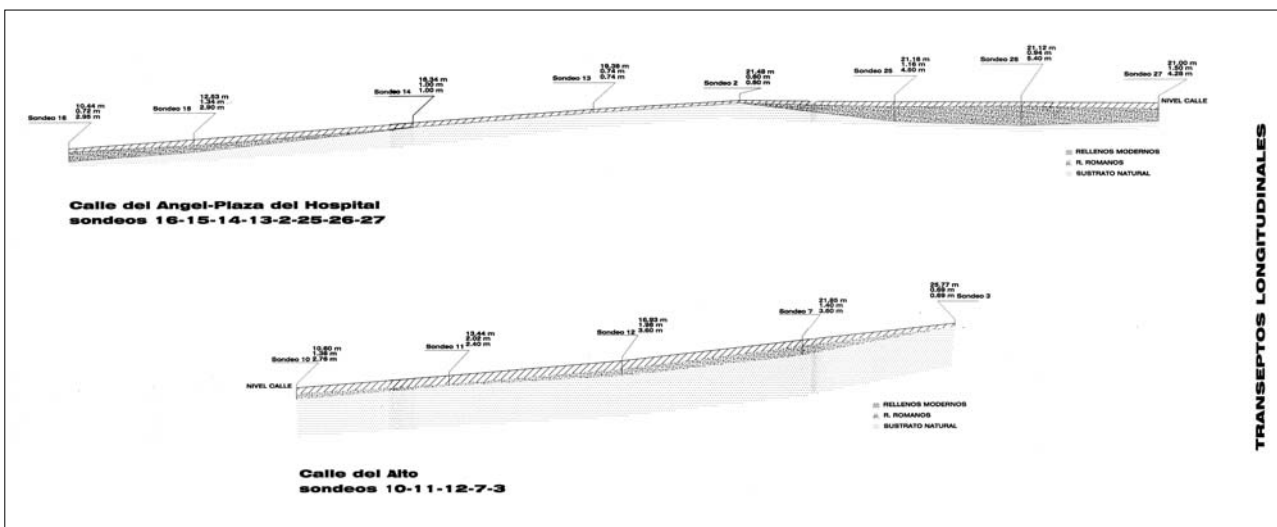 10,44 m
0.72 m
2.95 m
Sondeo 16
12,53 m
1.34 m
2.90 m
Sondeo 15
16,34 m
1.00 m
1.00 m
Sondeo 14
19,38 m
0.74 m
0.74 m
Sondeo 13
21,48 m
0.60 m
0.60 m
Sondeo 2
21,16 m
1.16 m
4.50 m
Sondeo 25
21,12 m
0.94 m
5.40 m
Sondeo 26
21,00 m
1.50 m
4.28 m
Sondeo 27
NIVEL CALLE
RELLENOS MODERNOS
R. ROMANOS
SUSTRATO NATURAL
Calle del Angel-Plaza del Hospital
sondeos 16-15-14-13-2-25-26-27
10,60 m
1.38 m
Sondeo 10 2.76 m
13,44 m
2.02 m
Sondeo 11 2.40 m
16,93 m
1.86 m
Sondeo 12 3.60 m
21,85 m
1.40 m
Sondeo 7 3.60 m
25,77 m
0.69 m
0.69 m Sondeo 3
NIVEL CALLE
RELLENOS MODERNOS
R. ROMANOS
SUSTRATO NATURAL
Calle del Alto
sondeos 10-11-12-7-3
TRANSEPTOS LONGITUDINALES